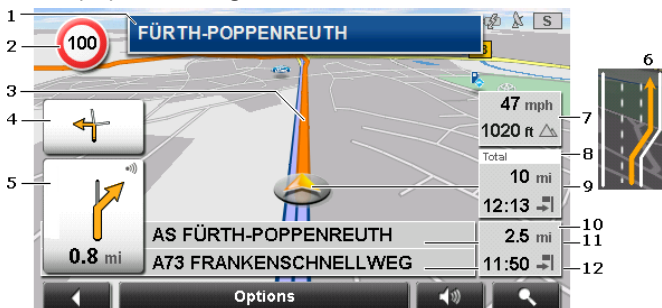 1
FÜRTH-POPPENREUTH
S
2
100
6
3
47 mph
7
4
1020 ft
Total
8
5
10 mi
9
12:13
10
AS FÜRTH-POPPENREUTH
2.5 mi
11
0.8 mi
A73 FRANKENSCHNELLWEG
11:50
12
Options